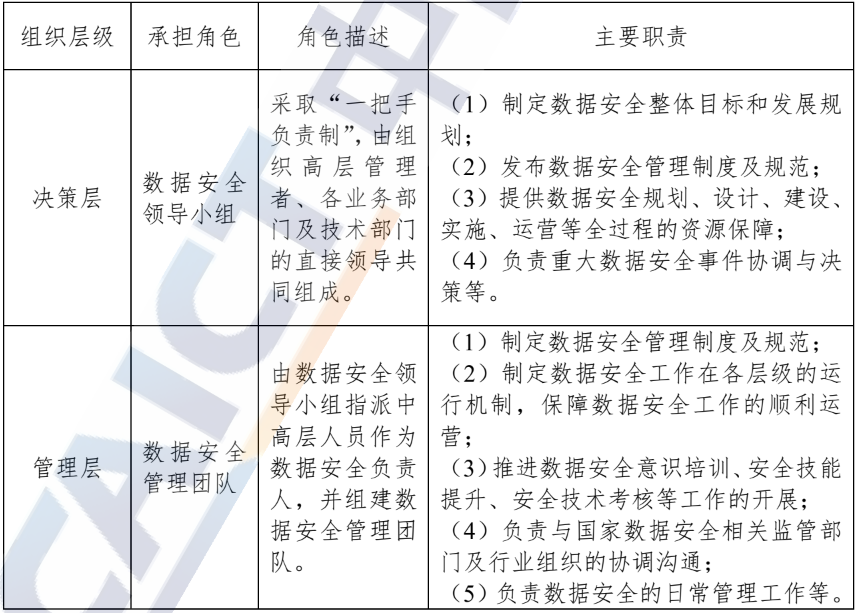 组织层级 承担角色 角色描述 主要职责
决策层
数据安全
领导小组
采取“一把手
负责制”，由组
织高层管理
者、各业务部
门及技术部门
的直接领导共
同组成。
（1）制定数据安全整体目标和发展规
划；
（2）发布数据安全管理制度及规范；
（3）提供数据安全规划、设计、建设、
实施、运营等全过程的资源保障；
（4）负责重大数据安全事件协调与决
策等。
管理层
数据安全
管理团队
由数据安全领
导小组指派中
高层人员作为
数据安全负责
人，并组建数
据安全管理团
队。
（1）制定数据安全管理制度及规范；
（2）制定数据安全工作在各层级的运
行机制，保障数据安全工作的顺利运
营；
（3）推进数据安全意识培训、安全技能
提升、安全技术考核等工作的开展；
（4）负责与国家数据安全相关监管部
门及行业组织的协调沟通；
（5）负责数据安全的日常管理工作等。
CAICT